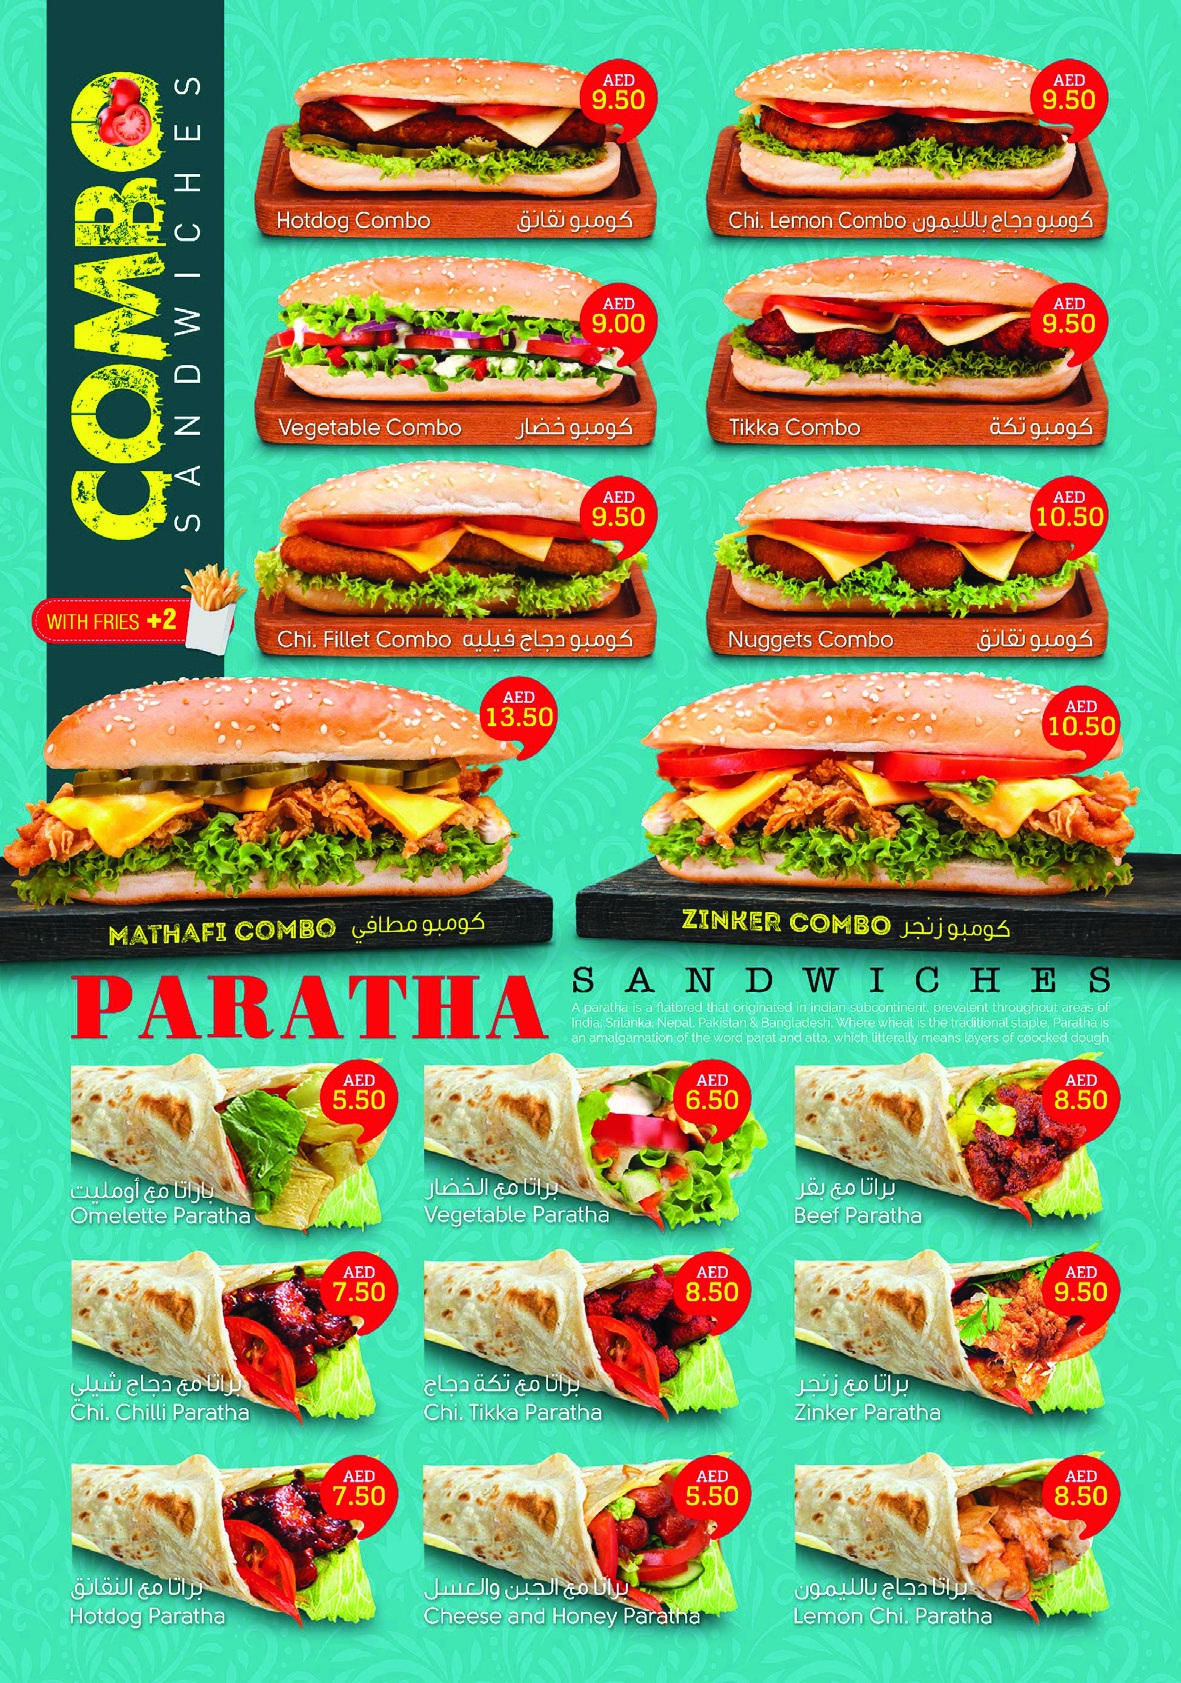 COMBO
SANDWICHES
WITH FRIES +2
AED
9.50
Hotdog Combo كومبو نقانق
AED
9.50
Chi. Lemon Combo كومبو دجاج بالليمون
AED
9.00
Vegetable Combo كومبو خضار
AED
9.50
Tikka Combo كومبو تكة
AED
9.50
Chi. Fillet Combo كومبو دجاج فيليه
AED
10.50
Nuggets Combo كومبو نقانق
AED
13.50
MATHAFI COMBO كومبو مطافي
AED
10.50
ZINKER COMBO كومبو زنجر
PARATHA
SANDWICHES
A paratha is a flatbred that originated in indian subcontinent, prevalent throughout areas of
India, Srilanka, Nepal, Pakistan & Bangladesh. Where wheat is the traditional staple, Paratha is
an amalgamation of the word parat and atta, which litterally means layers of coocked dough
AED
5.50
باراتا مع أومليت
Omelette Paratha
AED
6.50
براتا مع الخضار
Vegetable Paratha
AED
8.50
براتا مع بقر
Beef Paratha
AED
7.50
براتا مع دجاج شيلي
Chi. Chilli Paratha
AED
8.50
براتا مع تكة دجاج
Chi. Tikka Paratha
AED
9.50
براتا مع زنجر
Zinker Paratha
AED
7.50
براتا مع النقانق
Hotdog Paratha
AED
5.50
براتا مع الجبن والعسل
Cheese and Honey Paratha
AED
8.50
براتا دجاج بالليمون
Lemon Chi. Paratha